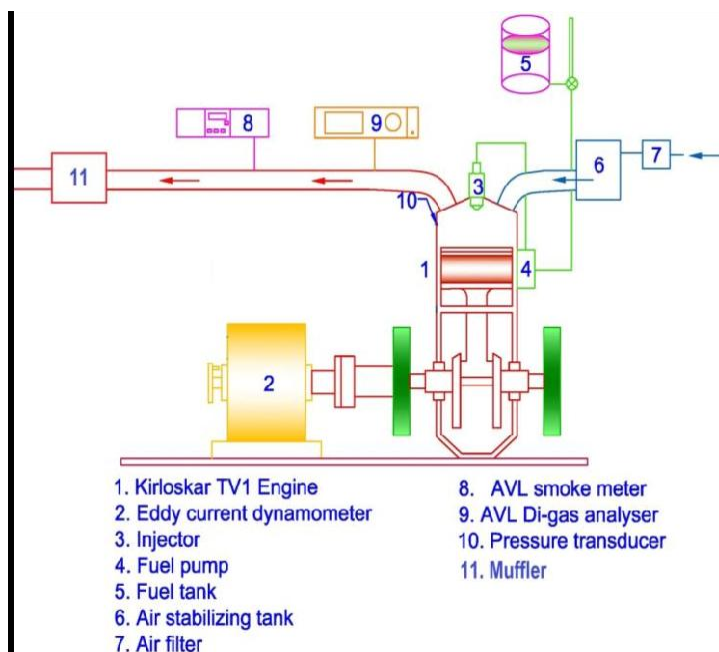 5
8
9
6
7
11
3
10
1
4
2
1. Kirloskar TV1 Engine
2. Eddy current dynamometer
3. Injector
4. Fuel pump
5. Fuel tank
6. Air stabilizing tank
7. Air filter
8. AVL smoke meter
9. AVL Di-gas analyser
10. Pressure transducer
11. Muffler